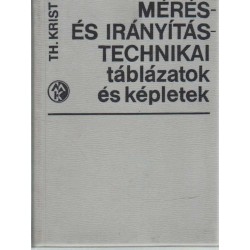 TH. KRIST
MÉRÉS-
ÉS IRÁNYÍTÁS-
TECHNIKAI
táblázatok
és képletek